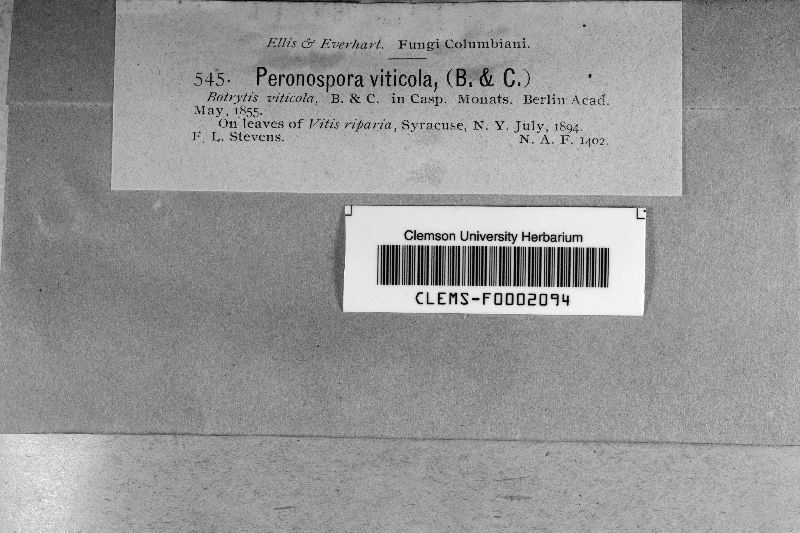 Ellis & Everhart. Fungi Columbiani.
545. Peronospora viticola, (B. & C.)
Botrytis viticola, B. & C. in Casp. Monats. Berlin Acad.
May, 1855.
On leaves of Vitis riparia, Syracuse, N. Y. July, 1894.
F. L. Stevens. N. A. F. 1402.
Clemson University Herbarium
CLEMS-F0002094